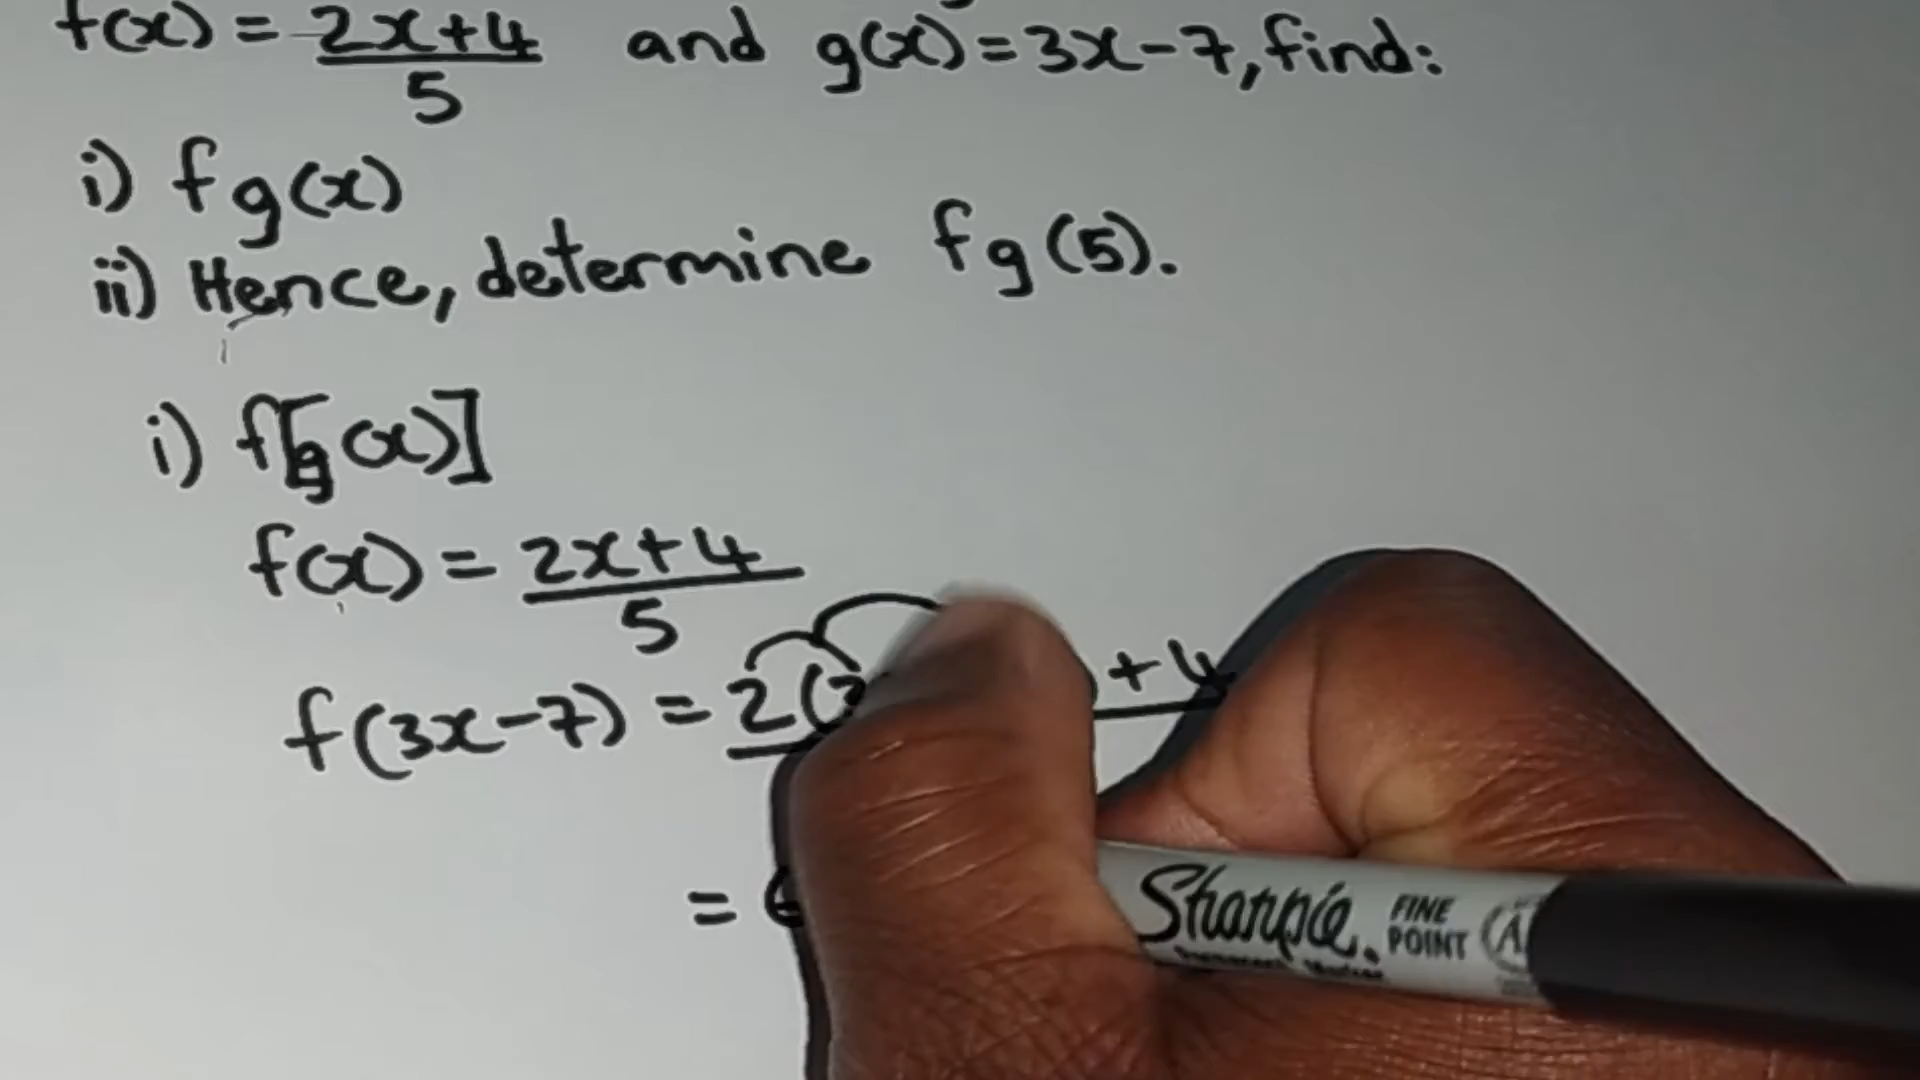 f(x) = 2x+4/5 and g(x)=3x-7, find:
i) fg(x)
ii) Hence, determine fg(5).
i) f[g(x)]
f(x) = 2x+4/5
f(3x-7) = 2( ) +4
=
Sharpie. FINE POINT